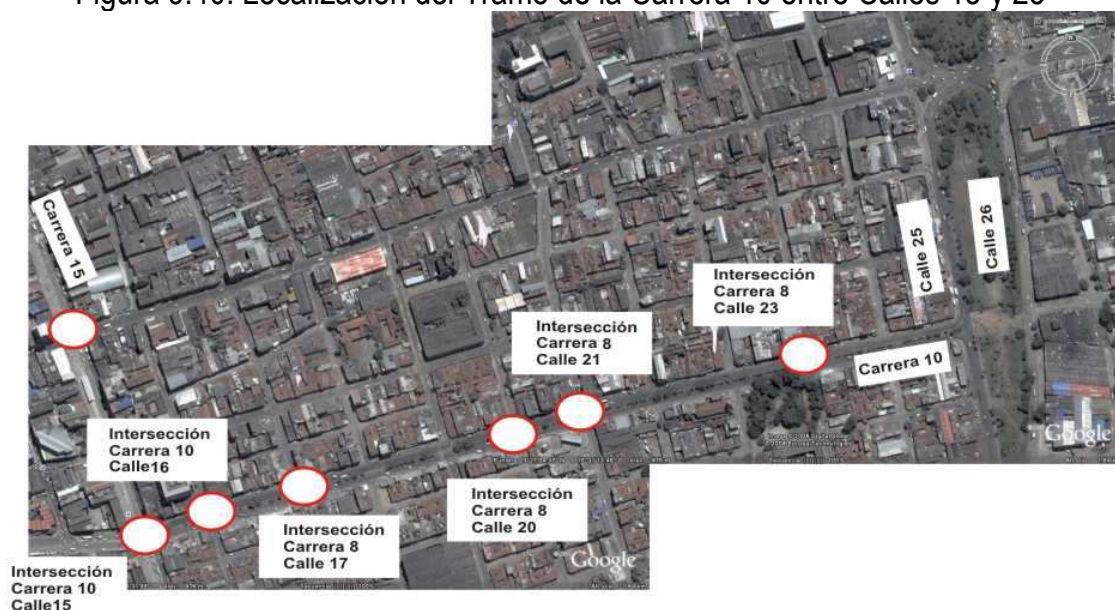 Figura 5.10. Localización del Tramo de la Carrera 10 entre Calles 15 y 25
Carrera 15
Calle 25
Calle 26
Intersección
Carrera 8
Calle 23
Intersección
Carrera 8
Calle 21
Carrera 10
Google
Intersección
Carrera 10
Calle16
Intersección
Carrera 8
Calle 17
Intersección
Carrera 8
Calle 20
Google
Intersección
Carrera 10
Calle15